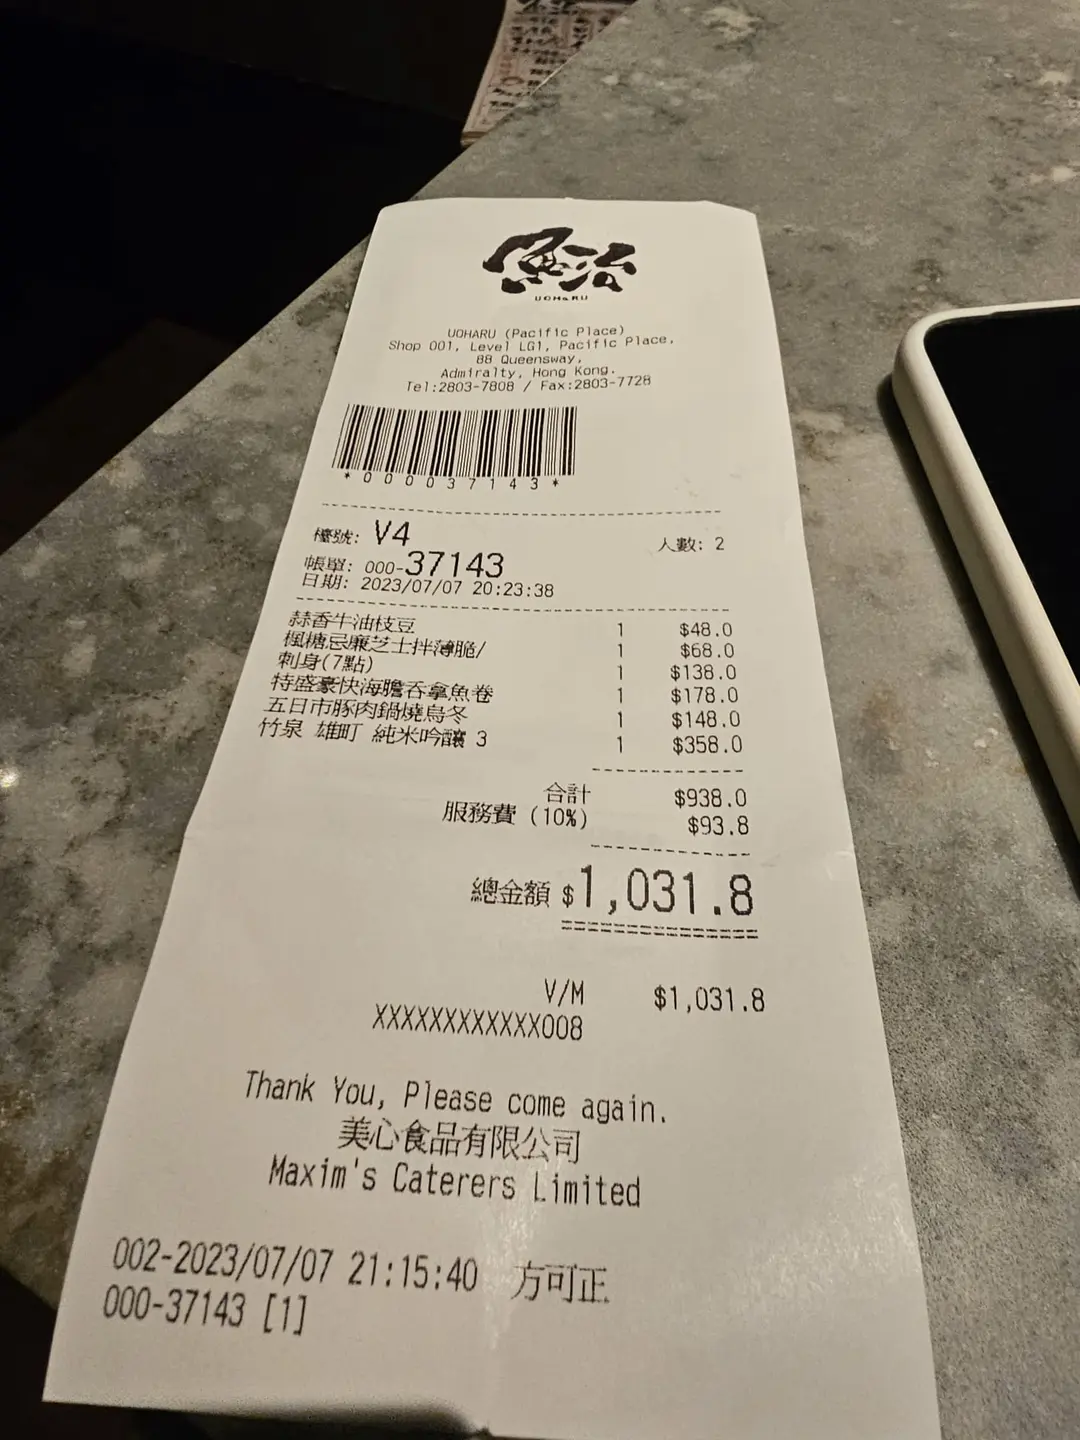 魚治
UOHARU
UOHARU (Pacific Place)
Shop 001, Level LG1, Pacific Place,
88 Queensway,
Admiralty, Hong Kong.
Tel:2803-7808 / Fax:2803-7728
*000037143*
檯號: V4 人數: 2
帳單: 000-37143
日期: 2023/07/07 20:23:38
蒜香牛油枝豆 1 $48.0
楓糖忌廉芝士拌薄脆/ 1 $68.0
刺身(7點) 1 $138.0
特盛豪快海膽吞拿魚卷 1 $178.0
五日市豚肉鍋燒烏冬 1 $148.0
竹泉 雄町 純米吟釀 3 1 $358.0
合計 $938.0
服務費 (10%) $93.8
總金額 $1,031.8
V/M $1,031.8
XXXXXXXXXXXX008
Thank You, Please come again.
美心食品有限公司
Maxim's Caterers Limited
002-2023/07/07 21:15:40 方可正
000-37143 [1]